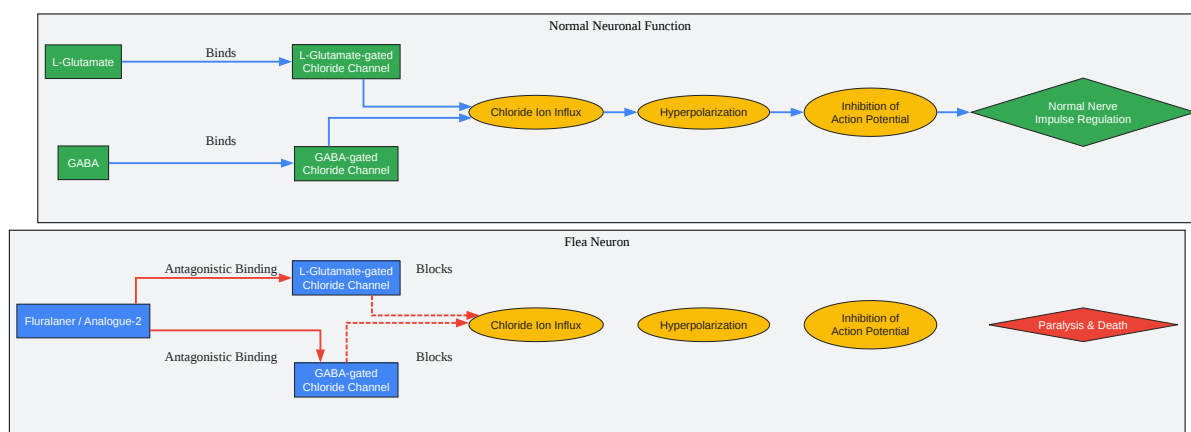 Normal Neuronal Function
L-Glutamate
Binds
L-Glutamate-gated
Chloride Channel
GABA
Binds
GABA-gated
Chloride Channel
Chloride Ion Influx
Hyperpolarization
Inhibition of
Action Potential
Normal Nerve
Impulse Regulation
Flea Neuron
Fluralaner / Analogue-2
Antagonistic Binding
L-Glutamate-gated
Chloride Channel
Blocks
Antagonistic Binding
GABA-gated
Chloride Channel
Blocks
Chloride Ion Influx
Hyperpolarization
Inhibition of
Action Potential
Paralysis & Death